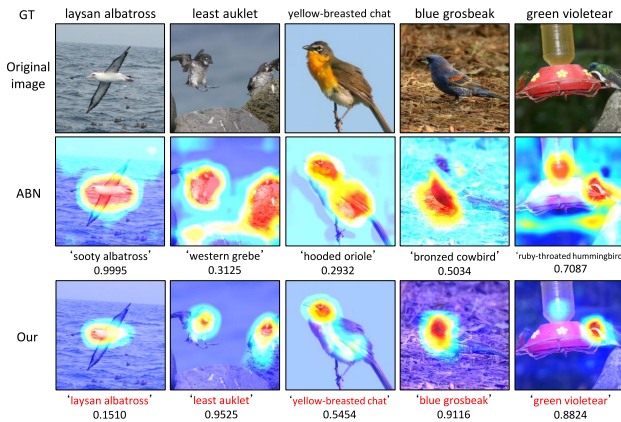 GT laysan albatross least auklet yellow-breasted chat blue grosbeak green violetear
Original
image
ABN
‘sooty albatross’ ‘western grebe’ ‘hooded oriole’ ‘bronzed cowbird’ ‘ruby-throated hummingbird’
0.9995 0.3125 0.2932 0.5034 0.7087
Our
‘laysan albatross’ ‘least auklet’ ‘yellow-breasted chat’ ‘blue grosbeak’ ‘green violetear’
0.1510 0.9525 0.5454 0.9116 0.8824